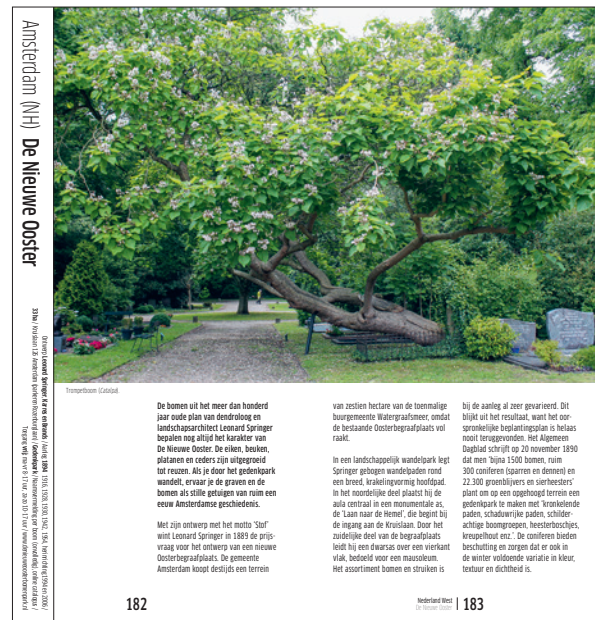 Amsterdam (NH) De Nieuwe Ooster
Ontwerp Leonard Springer, Karres en Brands / Aanleg 1894, 1916, 1928, 1930, 1942, 1984, herinrichting 1994 en 2006 /
33 ha / Kruislaan 126 Amsterdam (parkeren Rozenburglaan) / Gedenkpark / Naamsvermelding per boom (onvolledig), online catalogus /
Toegang vrij ma-vr 8-17 uur, za-zo 10-17 uur / www.denieuweoosterbomenpark.nl
Trompetboom (Catalpa).
De bomen uit het meer dan honderd
jaar oude plan van dendroloog en
landschapsarchitect Leonard Springer
bepalen nog altijd het karakter van
De Nieuwe Ooster. De eiken, beuken,
platanen en ceders zijn uitgegroeid
tot reuzen. Als je door het gedenkpark
wandelt, ervaar je de graven en de
bomen als stille getuigen van ruim een
eeuw Amsterdamse geschiedenis.
Met zijn ontwerp met het motto 'Stof'
wint Leonard Springer in 1889 de prijs-
vraag voor het ontwerp van een nieuwe
Oosterbegraafplaats. De gemeente
Amsterdam koopt destijds een terrein
van zestien hectare van de toenmalige
buurgemeente Watergraafsmeer, omdat
de bestaande Oosterbegraafplaats vol
raakt.
In een landschappelijk wandelpark legt
Springer gebogen wandelpaden rond
een breed, krakelingvormig hoofdpad.
In het noordelijke deel plaatst hij de
aula centraal in een monumentale as,
de 'Laan naar de Hemel', die begint bij
de ingang aan de Kruislaan. Door het
zuidelijke deel van de begraafplaats
leidt hij een dwarsas over een vierkant
vlak, bedoeld voor een mausoleum.
Het assortiment bomen en struiken is
bij de aanleg al zeer gevarieerd. Dit
blijkt uit het resultaat, want het oor-
spronkelijke beplantingsplan is helaas
nooit teruggevonden. Het Algemeen
Dagblad schrijft op 20 november 1890
dat men 'bijna 1500 bomen, ruim
300 coniferen (sparren en dennen) en
22.300 groenblijvers en sierheesters'
plant om op een opgehoogd terrein een
gedenkpark te maken met 'kronkelende
paden, schaduwrijke paden, schilder-
achtige boomgroepen, heesterboschjes,
kreupelhout enz.'. De coniferen bieden
beschutting en zorgen dat er ook in
de winter voldoende variatie in kleur,
textuur en dichtheid is.
182
Nederland West
De Nieuwe Ooster
183